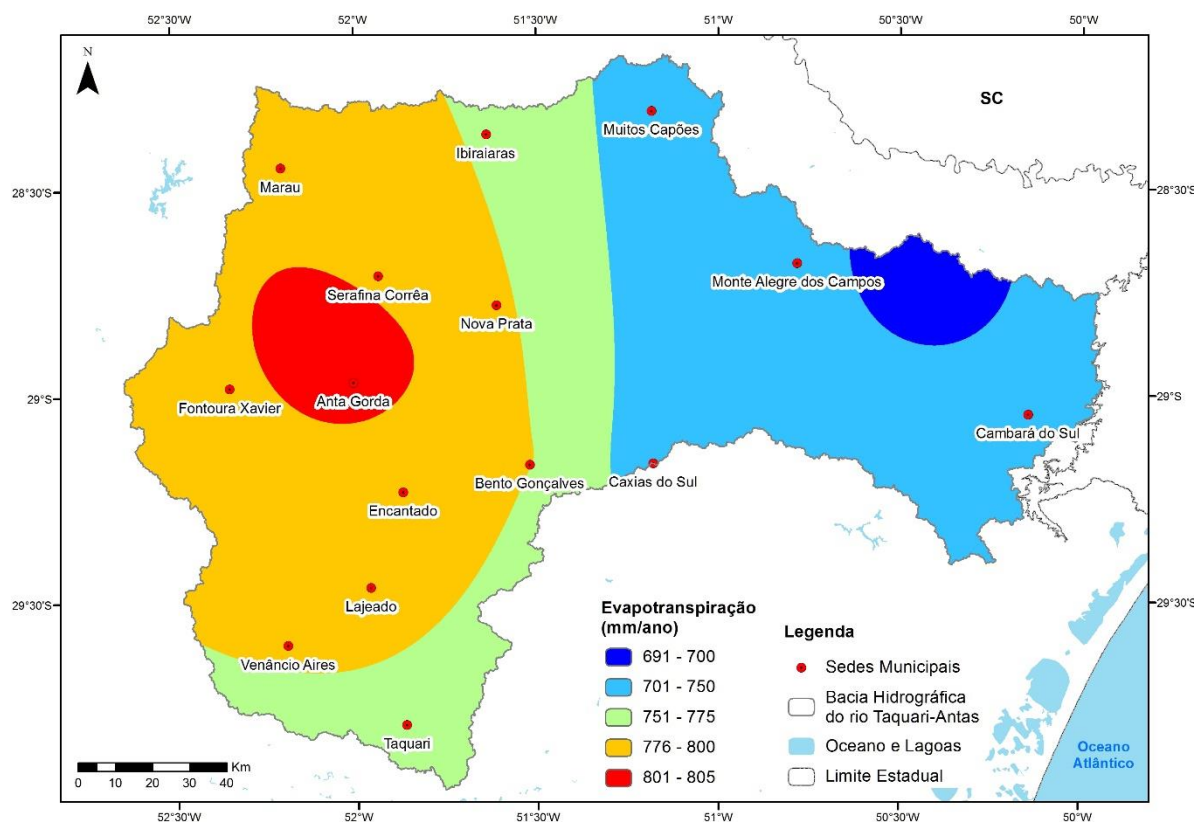 52°30'W 52°W 51°30'W 51°W 50°30'W 50°W
N
SC
Muitos Capões
Ibiraiaras
Marau
28°30'S 28°30'S
Monte Alegre dos Campos
Serafina Corrêa
Nova Prata
29°S 29°S
Fontoura Xavier
Anta Gorda
Cambará do Sul
Bento Gonçalves
Caxias do Sul
Encantado
29°30'S 29°30'S
Lajeado
Venâncio Aires
Taquari
Evapotranspiração
(mm/ano)
691 - 700
701 - 750
751 - 775
776 - 800
801 - 805
Legenda
Sedes Municipais
Bacia Hidrográfica
do rio Taquari-Antas
Oceano e Lagoas
Limite Estadual
Oceano
Atlântico
Km
0 10 20 30 40
52°30'W 52°W 51°30'W 51°W 50°30'W 50°W